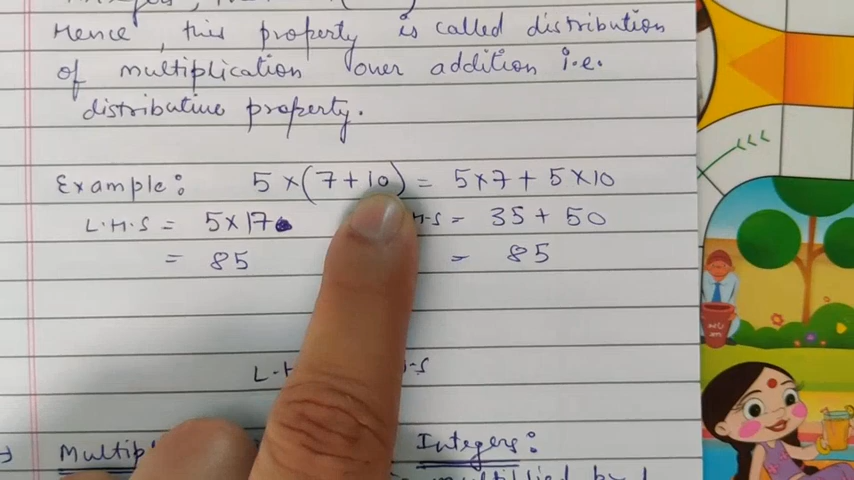 Hence, this property is called distribution
of multiplication over addition i.e.
distributive property.
Example: 5 × (7 + 10) = 5×7 + 5×10
L.H.S = 5×17 H.S = 35 + 50
= 85 = 85
Integers: